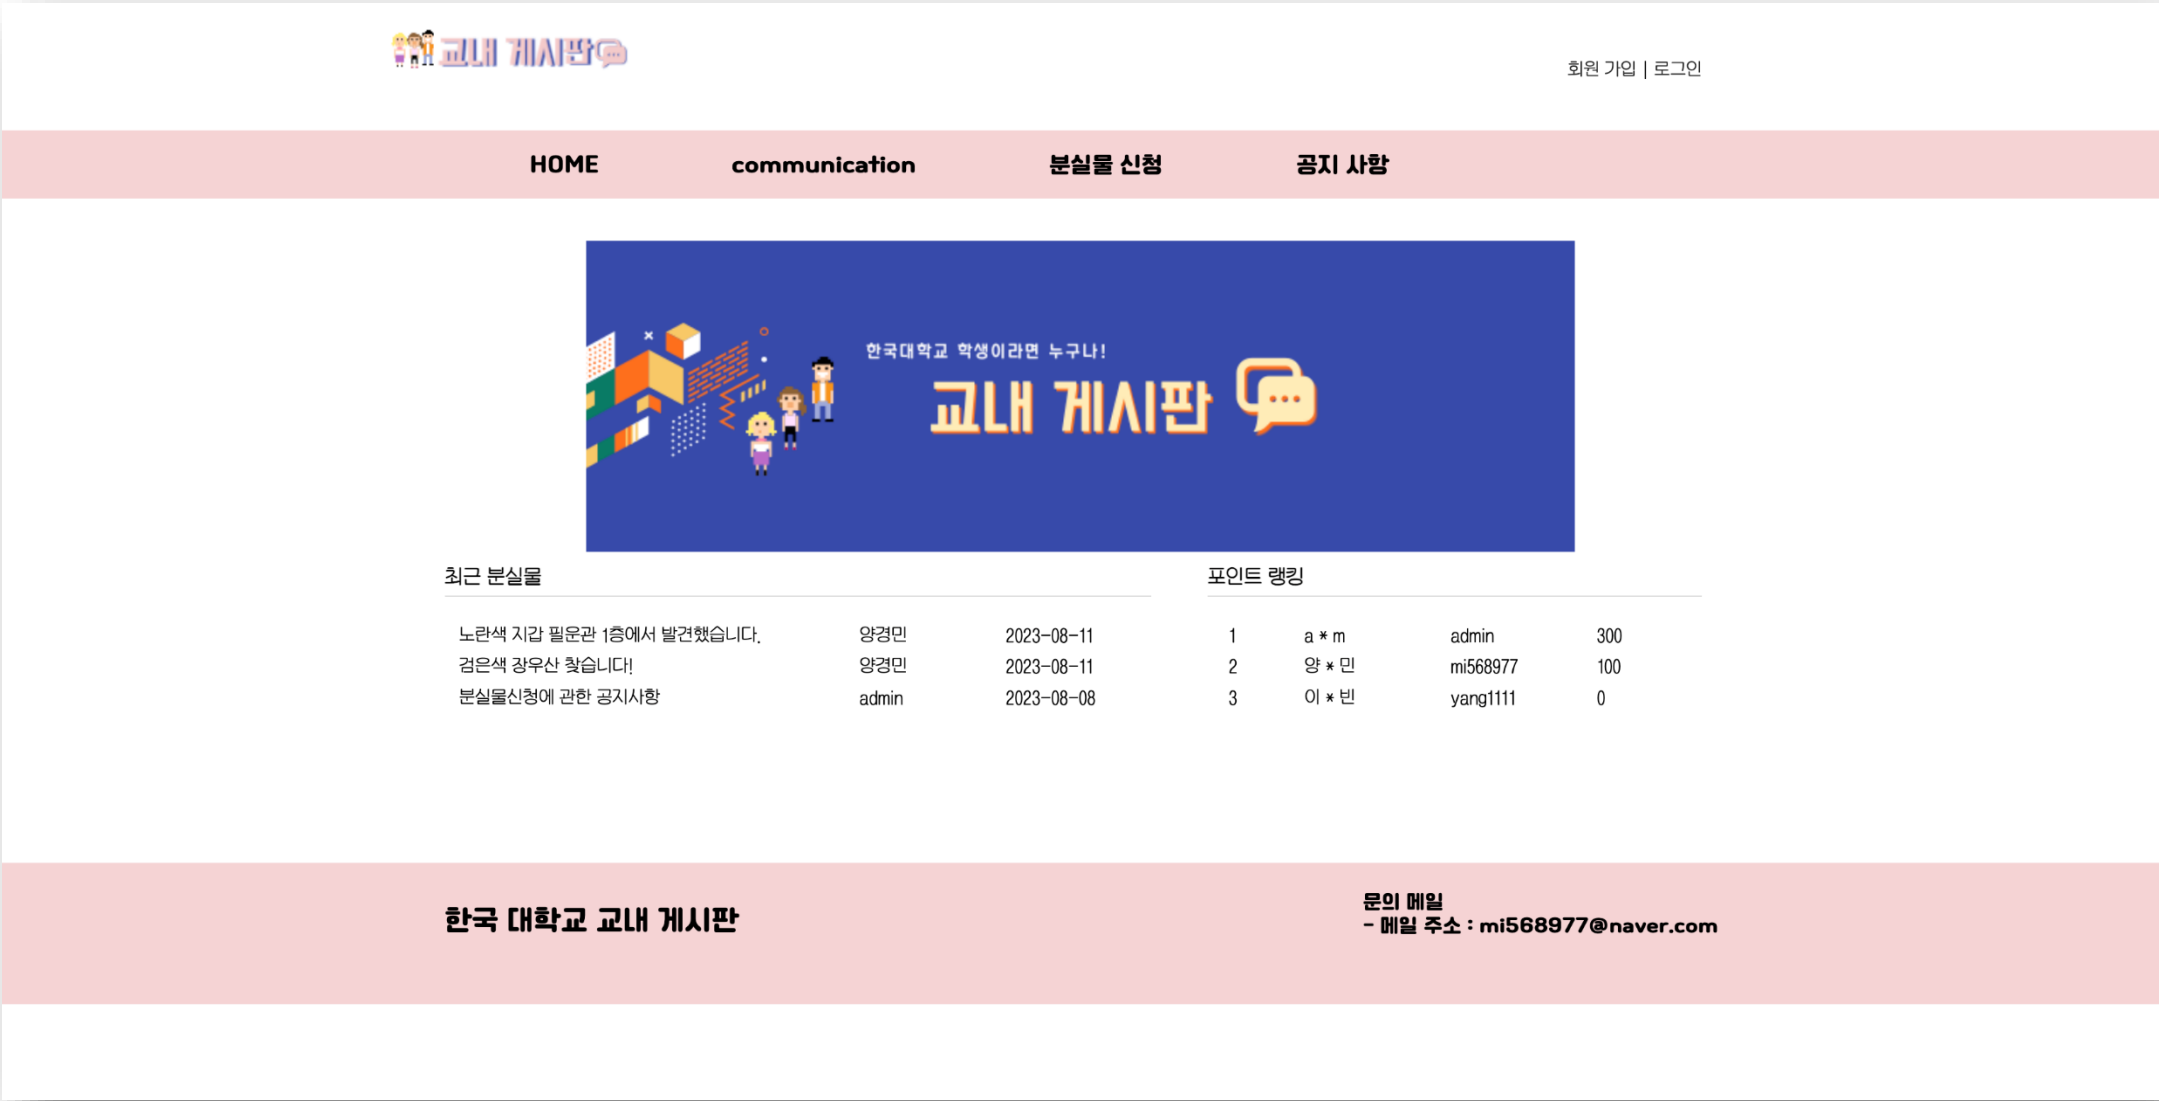 교내 게시판
회원 가입 | 로그인
HOME communication 분실물 신청 공지 사항
한국대학교 학생이라면 누구나!
교내 게시판
최근 분실물
노란색 지갑 필운관 1층에서 발견했습니다. 양경민 2023-08-11
검은색 장우산 찾습니다! 양경민 2023-08-11
분실물신청에 관한 공지사항 admin 2023-08-08
포인트 랭킹
1 a * m admin 300
2 양 * 민 mi568977 100
3 이 * 빈 yang1111 0
한국 대학교 교내 게시판
문의 메일
- 메일 주소 : mi568977@naver.com